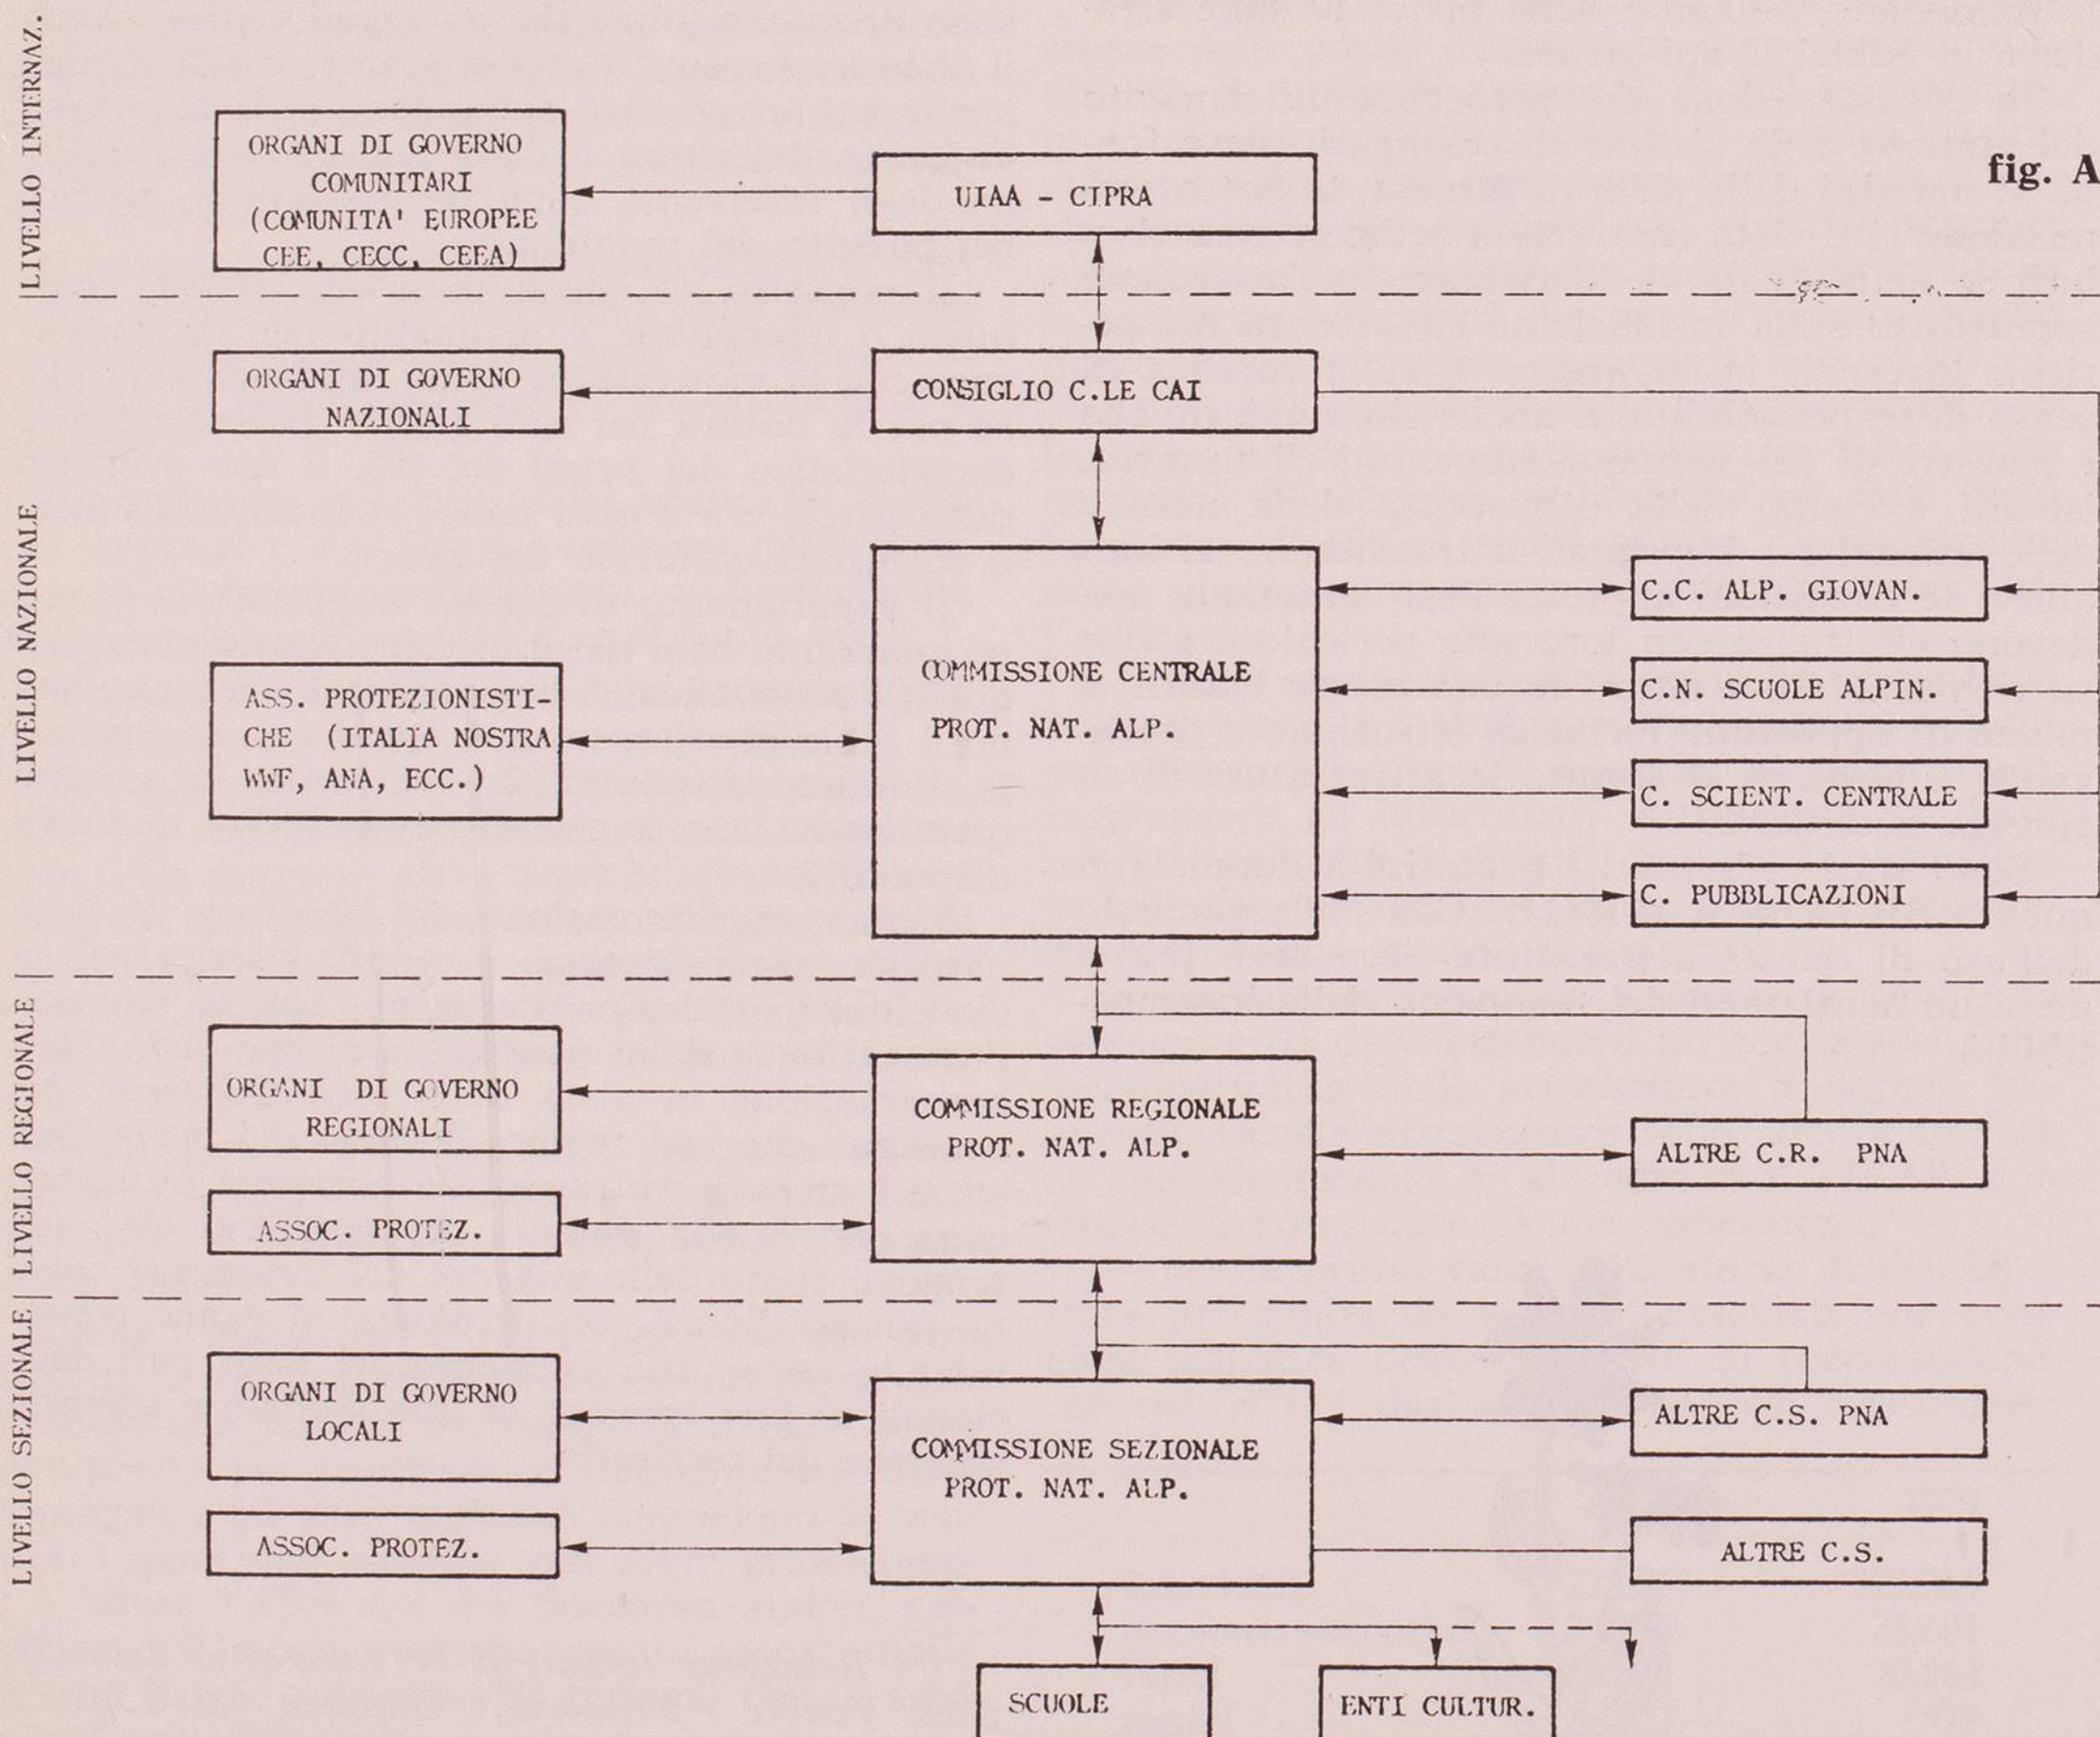 LIVELLO INTERNAZ.
ORGANI DI GOVERNO
COMUNITARI
(COMUNITA' EUROPEE
CEE, CECC, CEEA)
UIAA - CIPRA
fig. A
LIVELLO NAZIONALE
ORGANI DI GOVERNO
NAZIONALI
CONSIGLIO C.LE CAI
ASS. PROTEZIONISTI-
CHE (ITALIA NOSTRA
WWF, ANA, ECC.)
COMMISSIONE CENTRALE
PROT. NAT. ALP.
C.C. ALP. GIOVAN.
C.N. SCUOLE ALPIN.
C. SCIENT. CENTRALE
C. PUBBLICAZIONI
LIVELLO REGIONALE
ORGANI DI GOVERNO
REGIONALI
ASSOC. PROTEZ.
COMMISSIONE REGIONALE
PROT. NAT. ALP.
ALTRE C.R. PNA
LIVELLO SEZIONALE
ORGANI DI GOVERNO
LOCALI
ASSOC. PROTEZ.
COMMISSIONE SEZIONALE
PROT. NAT. ALP.
ALTRE C.S. PNA
ALTRE C.S.
SCUOLE
ENTI CULTUR.